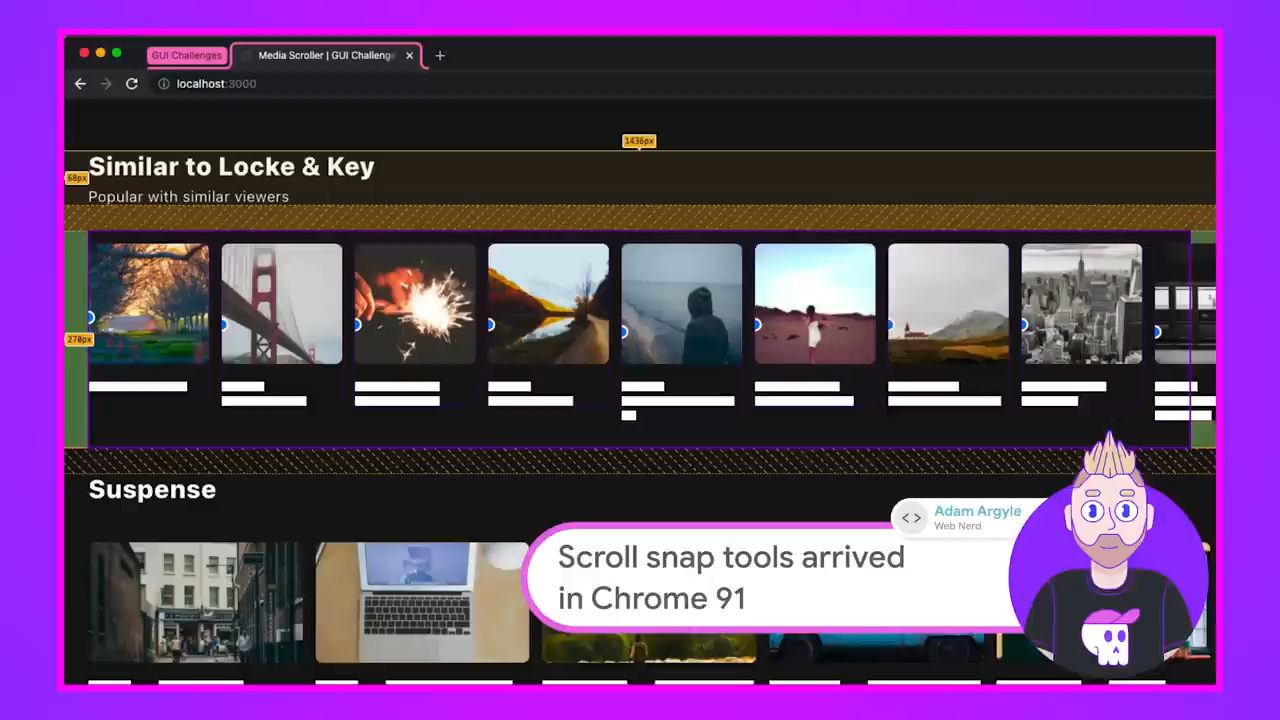 GUI Challenges
Media Scroller | GUI Challenge
localhost:3000
1436px
Similar to Locke & Key
68px
Popular with similar viewers
270px
Suspense
Adam Argyle
Web Nerd
Scroll snap tools arrived
in Chrome 91